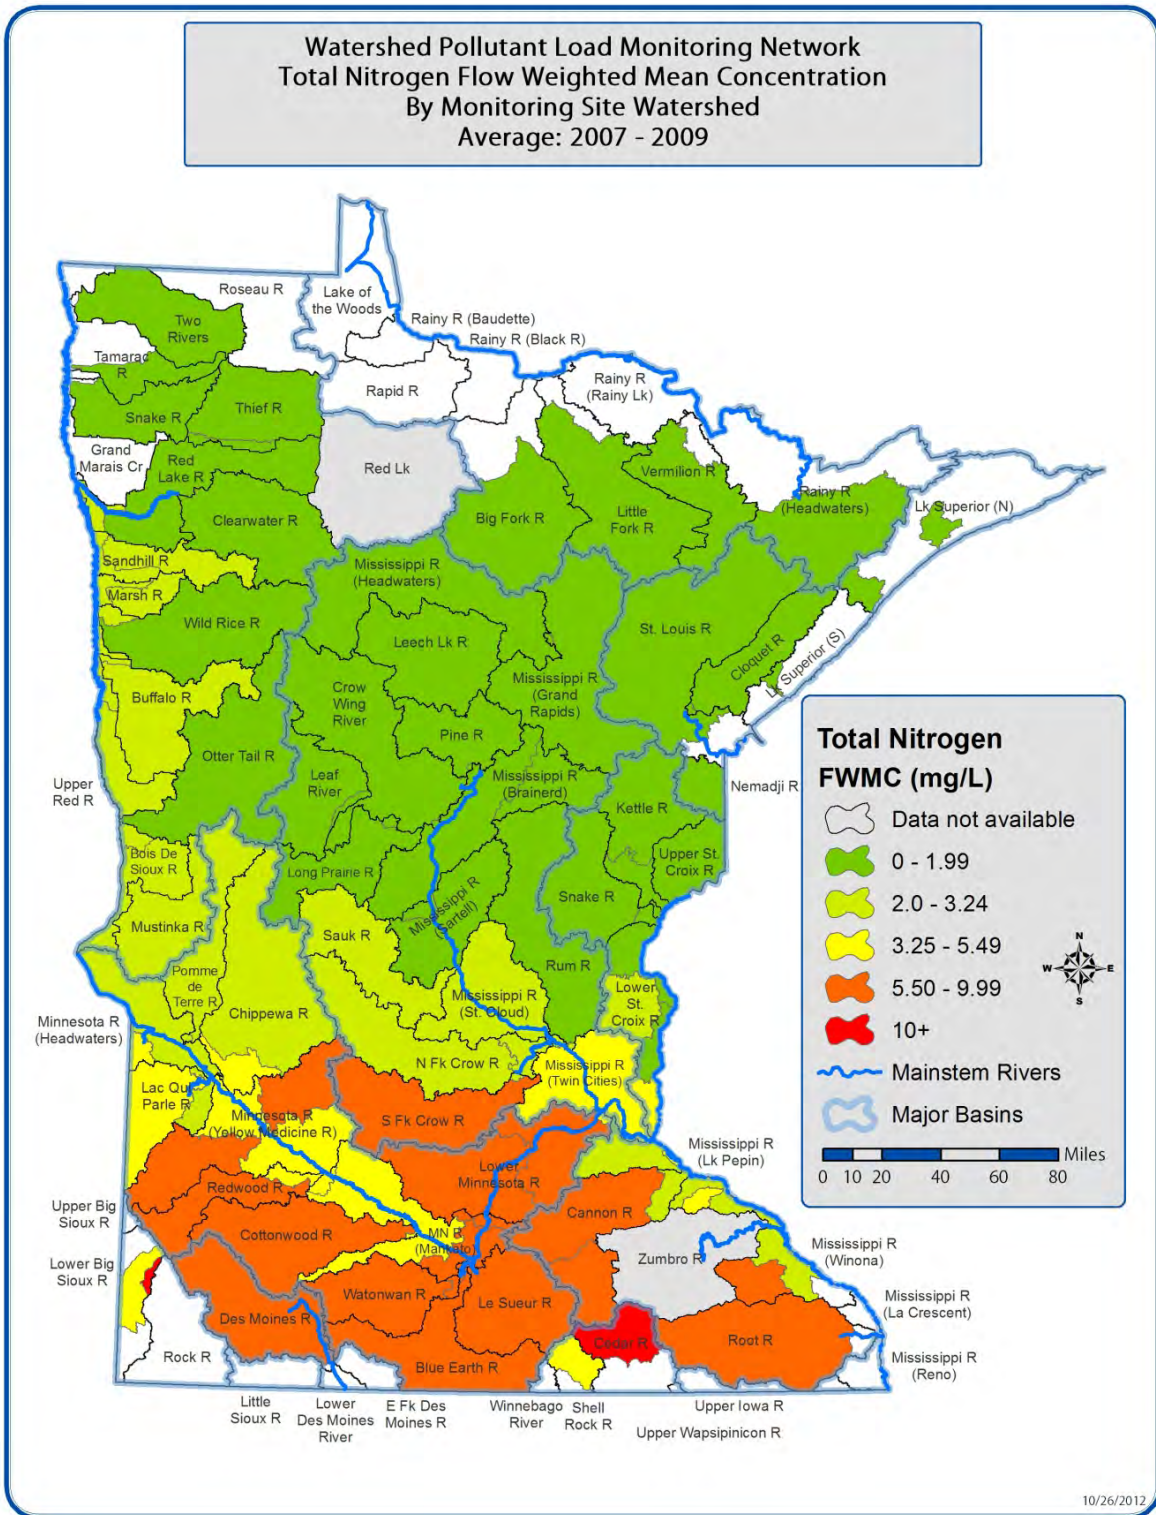 Watershed Pollutant Load Monitoring Network
Total Nitrogen Flow Weighted Mean Concentration
By Monitoring Site Watershed
Average: 2007 - 2009
Roseau R
Lake of
the Woods
Two
Rivers
Rainy R (Baudette)
Rainy R (Black R)
Tamarac
R
Rapid R
Rainy R
(Rainy Lk)
Snake R
Thief R
Grand
Marais Cr
Red
Lake R
Red Lk
Vermilion R
Rainy R
(Headwaters)
Lk Superior (N)
Clearwater R
Big Fork R
Little
Fork R
Sandhill R
Mississippi R
(Headwaters)
Marsh R
Wild Rice R
Leech Lk R
St. Louis R
Cloquet R
Lk Superior (S)
Buffalo R
Crow
Wing
River
Mississippi R
(Grand
Rapids)
Otter Tail R
Pine R
Upper
Red R
Leaf
River
Mississippi R
(Brainerd)
Nemadji R
Kettle R
Bois De
Sioux R
Long Prairie R
Upper St.
Croix R
Mississippi R
(Sartell)
Snake R
Mustinka R
Sauk R
Rum R
Pomme
de
Terre R
Chippewa R
Mississippi R
(St. Cloud)
Lower
St.
Croix R
Minnesota R
(Headwaters)
N Fk Crow R
Mississippi R
(Twin Cities)
Lac Qui
Parle R
Minnesota R
(Yellow Medicine R)
S Fk Crow R
Mississippi R
(Lk Pepin)
Lower
Minnesota R
Redwood R
Upper Big
Sioux R
Cannon R
Cottonwood R
MN R
(Mankato)
Zumbro R
Mississippi R
(Winona)
Lower Big
Sioux R
Watonwan R
Le Sueur R
Mississippi R
(La Crescent)
Des Moines R
Cedar R
Root R
Rock R
Blue Earth R
Mississippi R
(Reno)
Little
Sioux R
Lower
Des Moines
River
E Fk Des
Moines R
Winnebago
River
Shell
Rock R
Upper Iowa R
Upper Wapsipinicon R
Total Nitrogen
FWMC (mg/L)
Data not available
0 - 1.99
2.0 - 3.24
3.25 - 5.49
5.50 - 9.99
10+
Mainstem Rivers
Major Basins
N
W E
S
Miles
0 10 20 40 60 80
10/26/2012